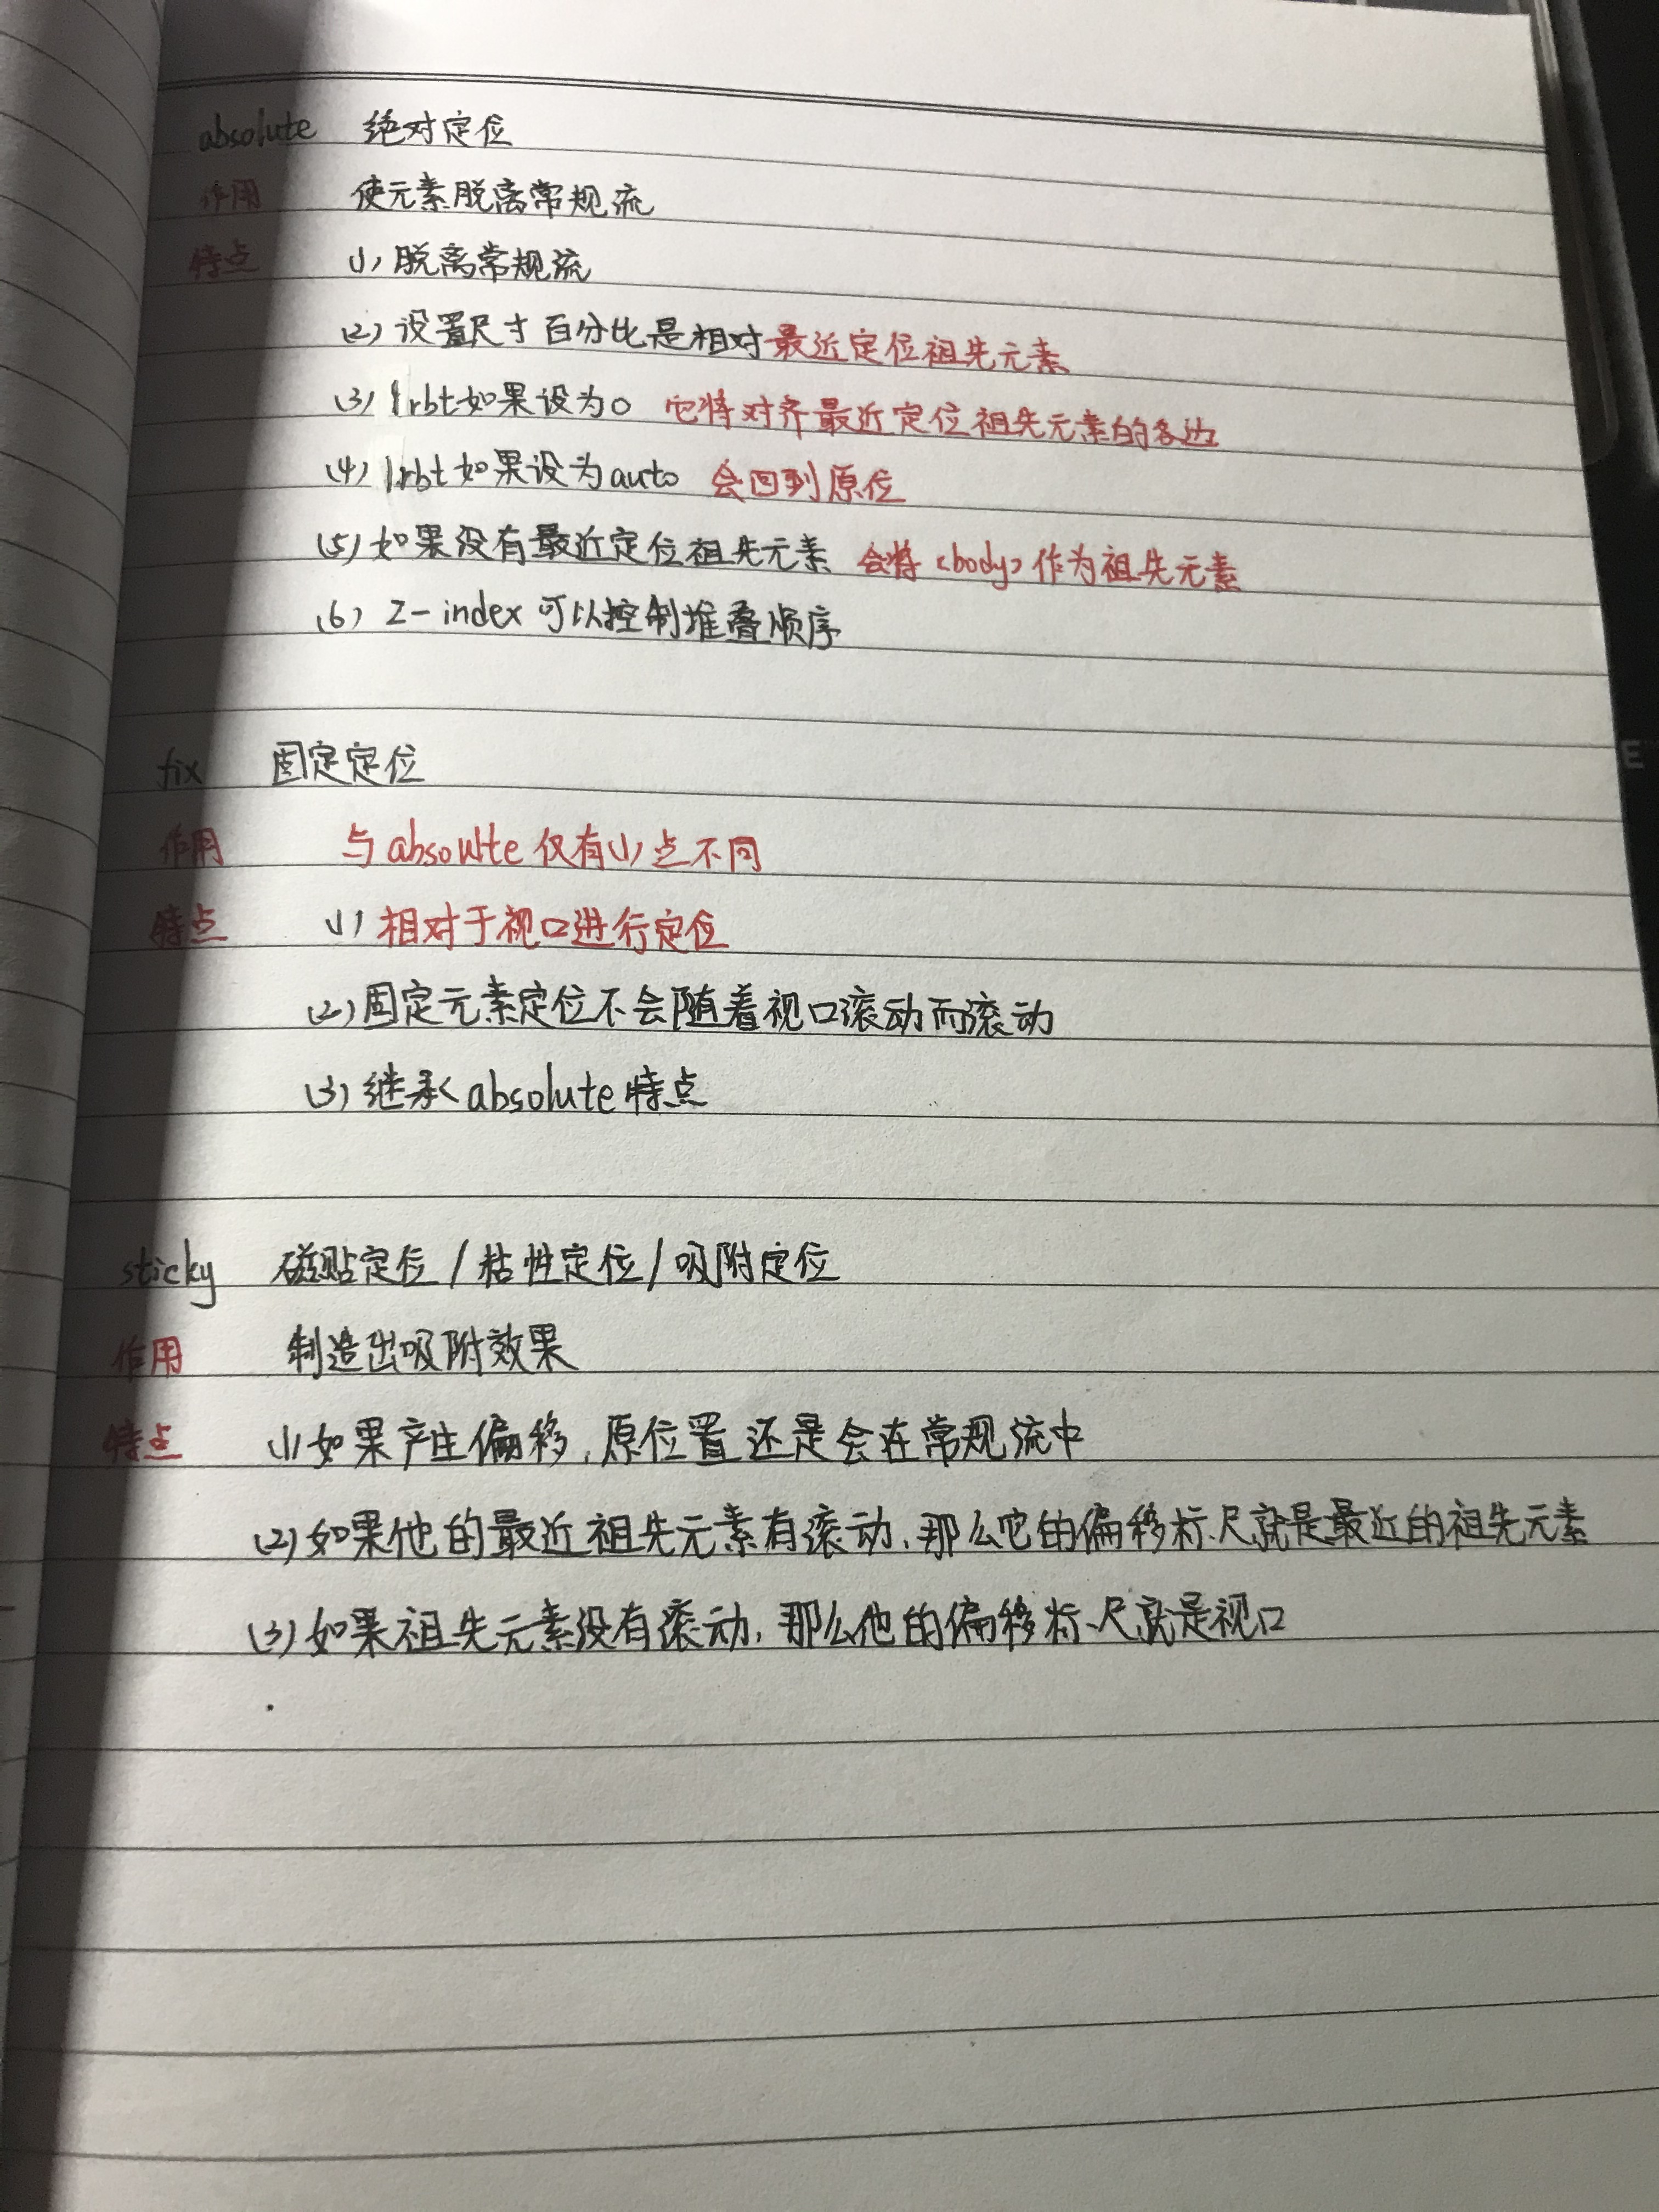 absolute 绝对定位
作用 使元素脱离常规流
特点 (1) 脱离常规流
(2) 设置尺寸百分比是相对最近定位祖先元素
(3) lrbt如果设为0 它将对齐最近定位祖先元素的各边
(4) lrbt如果设为auto 会回到原位
(5) 如果没有最近定位祖先元素 会将<body>作为祖先元素
(6) z-index可以控制堆叠顺序
fix 固定定位
作用 与absoulte仅有(1)点不同
特点 (1) 相对于视口进行定位
(2) 固定元素定位不会随着视口滚动而滚动
(3) 继承absolute特点
sticky 磁贴定位/粘性定位/吸附定位
作用 制造出吸附效果
特点 (1) 如果产生偏移,原位置还是会在常规流中
(2) 如果他的最近祖先元素有滚动,那么它的偏移标尺就是最近的祖先元素
(3) 如果祖先元素没有滚动,那么他的偏移标尺就是视口
E